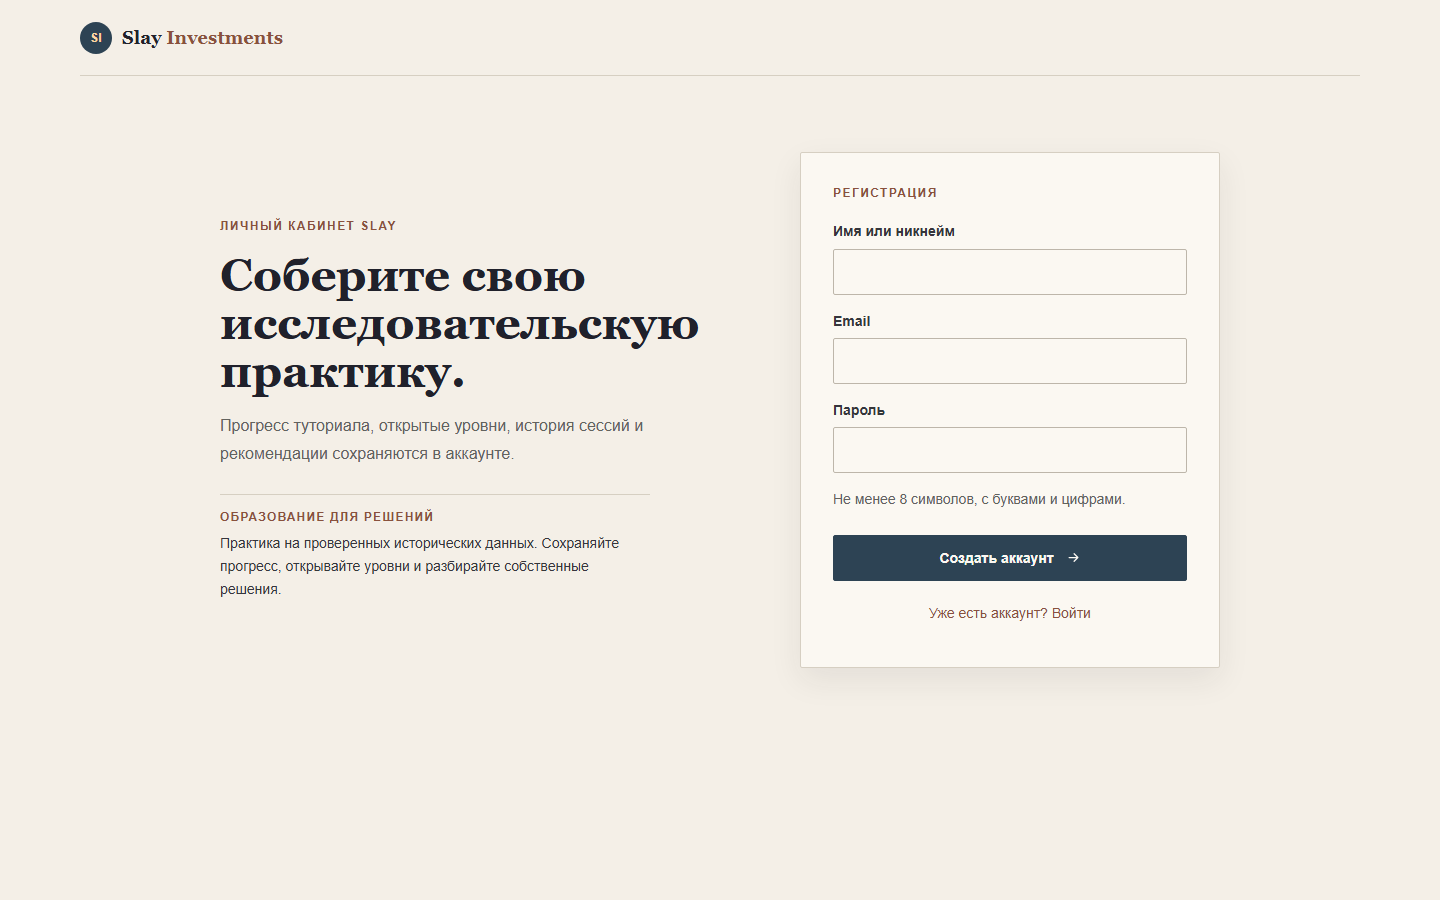 SI
Slay Investments
ЛИЧНЫЙ КАБИНЕТ SLAY
Соберите свою
исследовательскую
практику.
Прогресс туториала, открытые уровни, история сессий и
рекомендации сохраняются в аккаунте.
ОБРАЗОВАНИЕ ДЛЯ РЕШЕНИЙ
Практика на проверенных исторических данных. Сохраняйте
прогресс, открывайте уровни и разбирайте собственные
решения.
РЕГИСТРАЦИЯ
Имя или никнейм
Email
Пароль
Не менее 8 символов, с буквами и цифрами.
Создать аккаунт →
Уже есть аккаунт? Войти